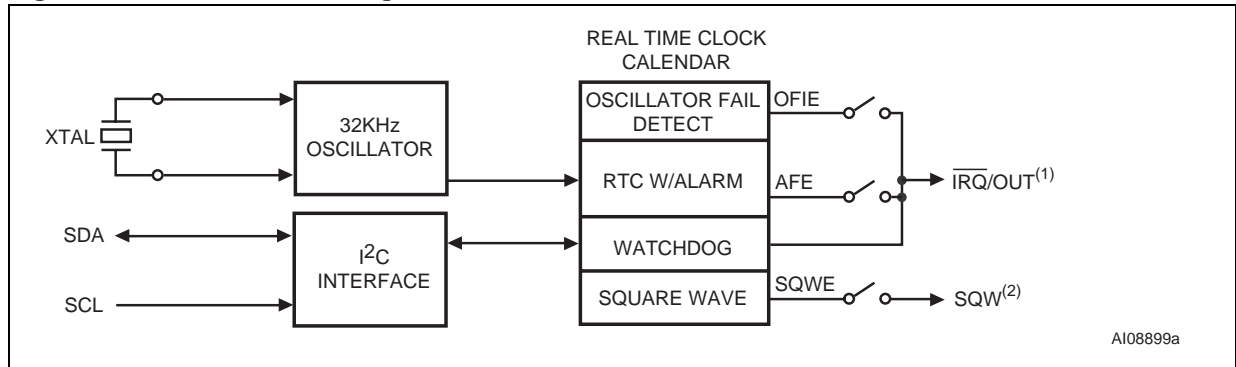 REAL TIME CLOCK
CALENDAR
XTAL
32KHz
OSCILLATOR
OSCILLATOR FAIL
DETECT
OFIE
RTC W/ALARM
AFE
IRQ/OUT(1)
SDA
SCL
I2C
INTERFACE
WATCHDOG
SQUARE WAVE
SQWE
SQW(2)
AI08899a